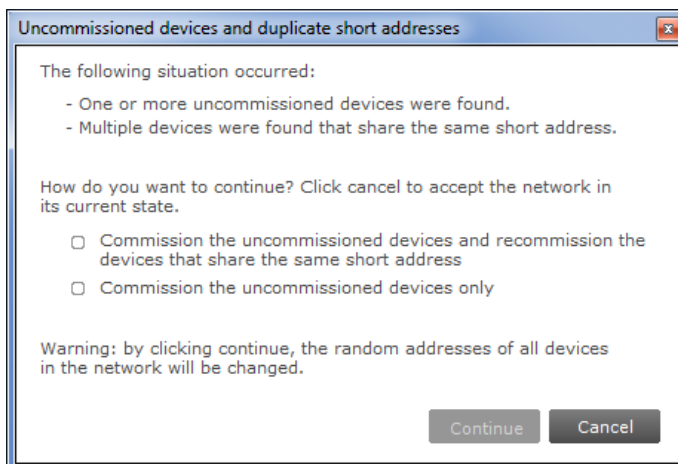 Uncommissioned devices and duplicate short addresses
The following situation occurred:
- One or more uncommissioned devices were found.
- Multiple devices were found that share the same short address.
How do you want to continue? Click cancel to accept the network in
its current state.
Commission the uncommissioned devices and recommission the
devices that share the same short address
Commission the uncommissioned devices only
Warning: by clicking continue, the random addresses of all devices
in the network will be changed.
Continue Cancel